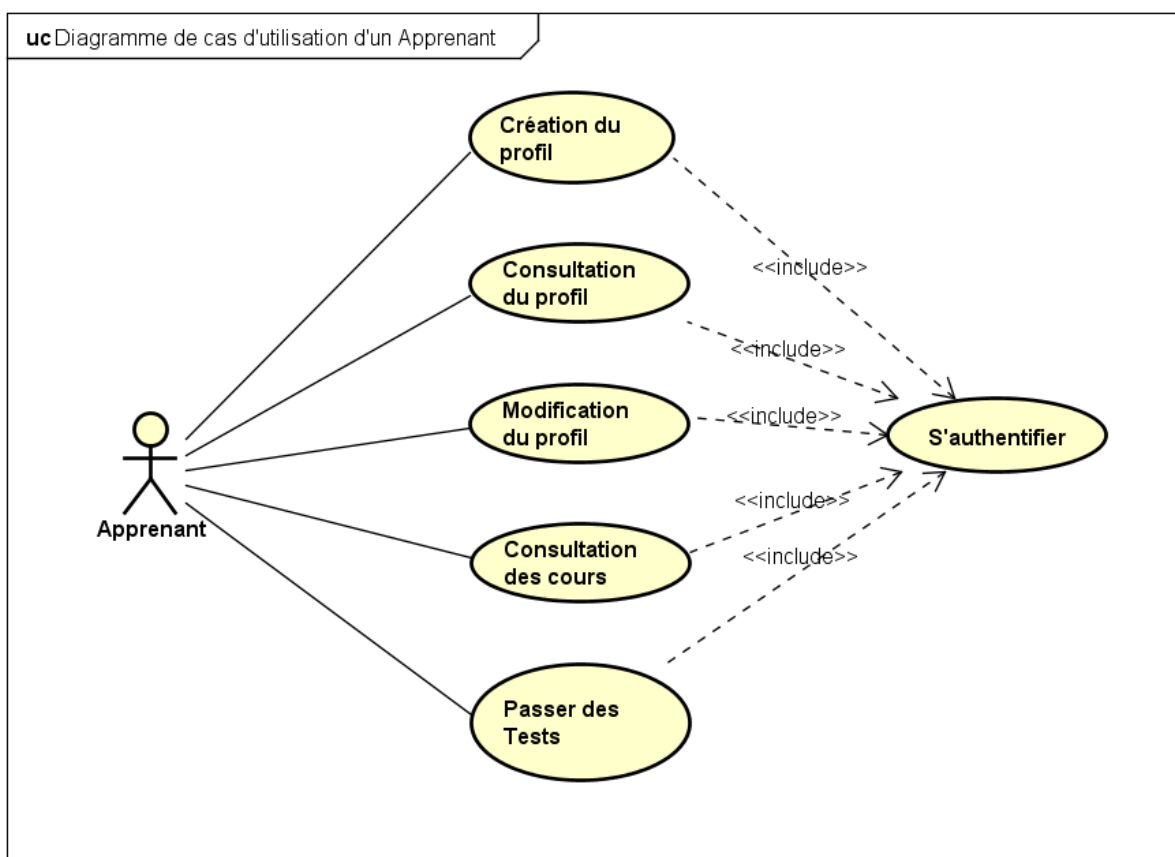 uc Diagramme de cas d'utilisation d'un Apprenant
Création du
profil
<<include>>
Consultation
du profil
<<include>>
Modification
du profil
<<include>>
S'authentifier
Apprenant
<<include>>
Consultation
des cours
<<include>>
Passer des
Tests